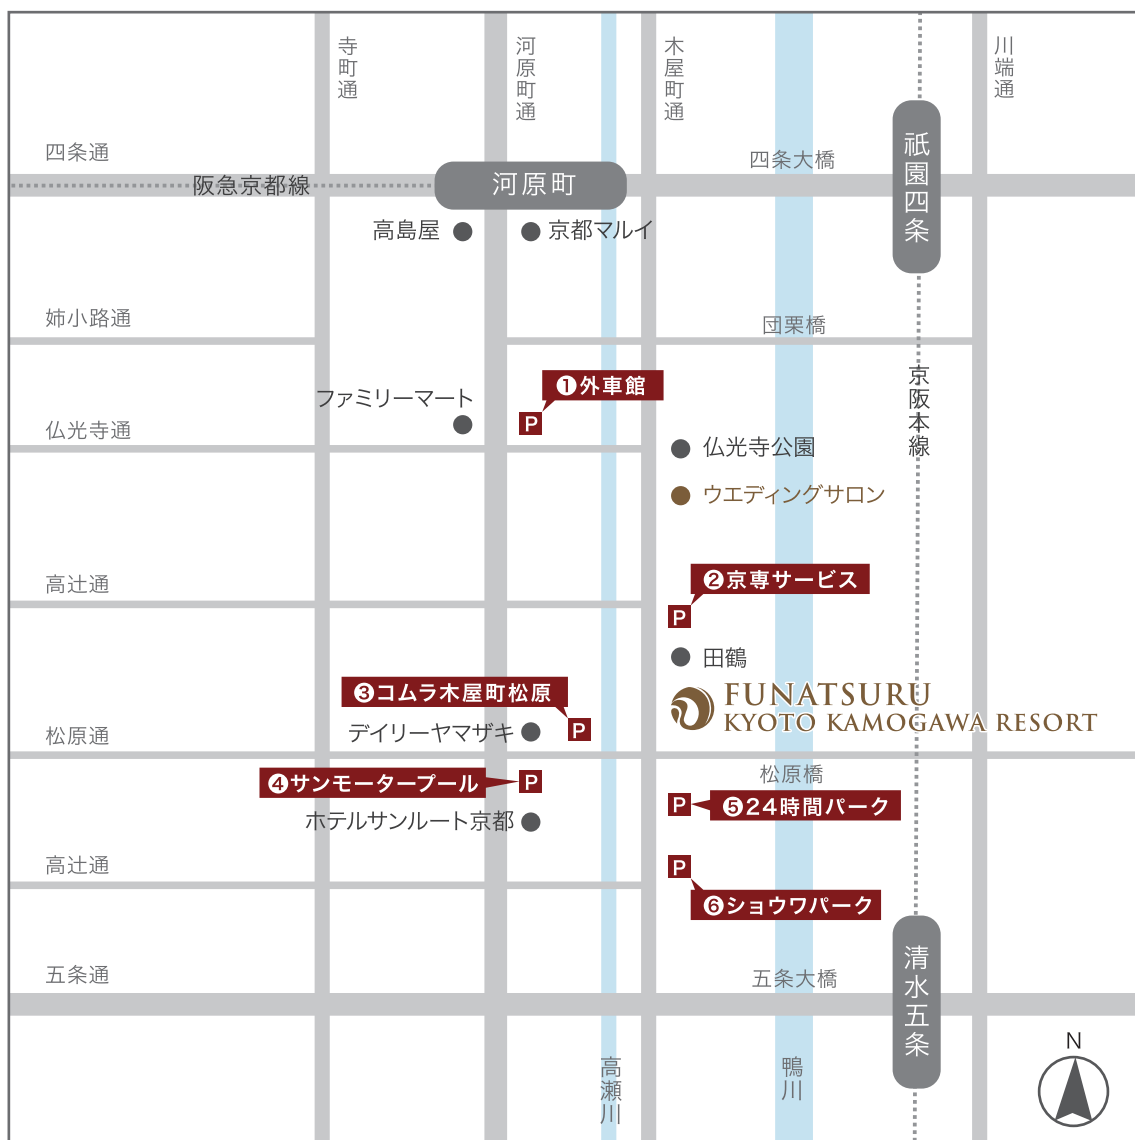 寺町通
河原町通
木屋町通
川端通
四条通
四条大橋
祇園四条
阪急京都線
河原町
高島屋
京都マルイ
姉小路通
団栗橋
京阪本線
❶外車館
P
ファミリーマート
仏光寺通
仏光寺公園
ウエディングサロン
高辻通
❷京専サービス
P
田鶴
❸コムラ木屋町松原
P
FUNATSURU
KYOTO KAMOGAWA RESORT
デイリーヤマザキ
松原通
松原橋
❹サンモータープール
P
P
❺24時間パーク
ホテルサンルート京都
高辻通
P
❻ショウワパーク
五条通
五条大橋
清水五条
高瀬川
鴨川
N